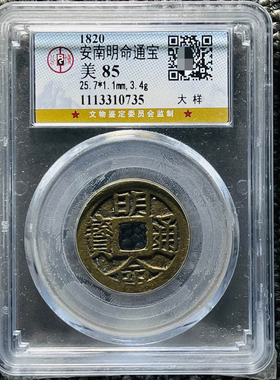 1820
安南明命通宝
美 85
25.7*1.1mm,3.4g
1113310735
大样
★ 文物鉴定委员会监制 ★
明命通寶